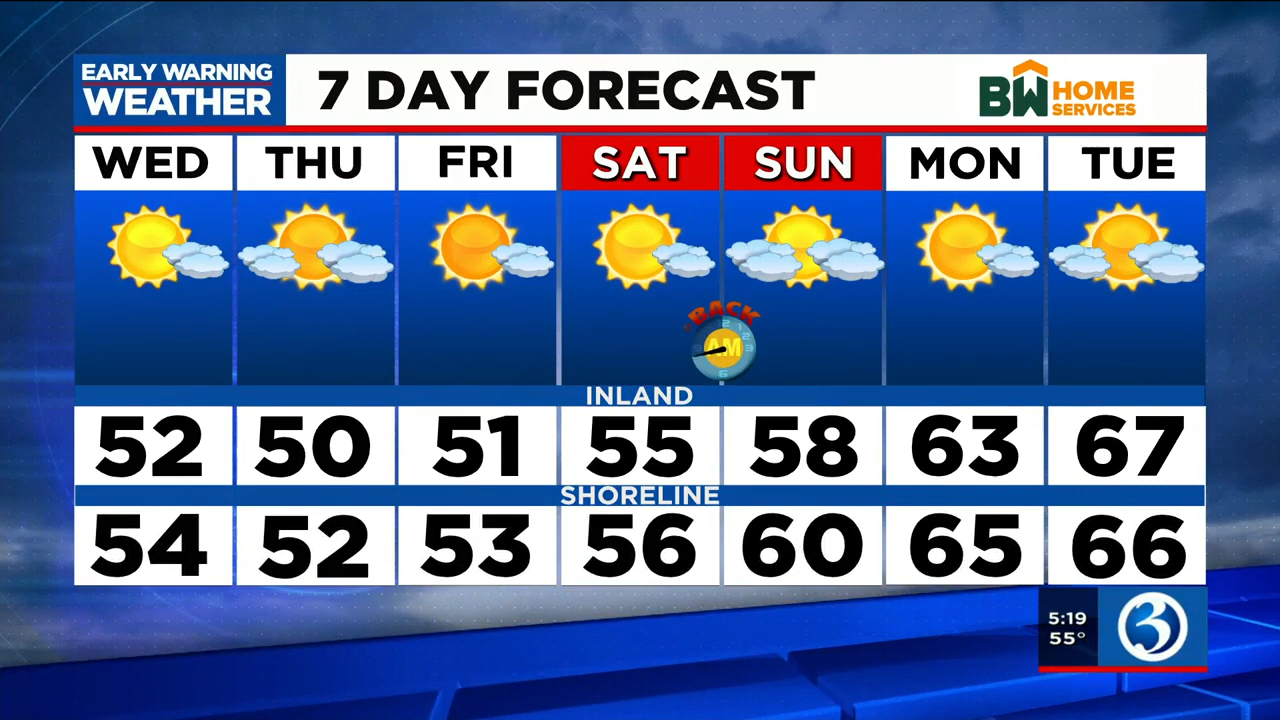 EARLY WARNING
WEATHER
7 DAY FORECAST
BW HOME
SERVICES
WED THU FRI SAT SUN MON TUE
BACK
AM
INLAND
52 50 51 55 58 63 67
SHORELINE
54 52 53 56 60 65 66
5:19
55°
3